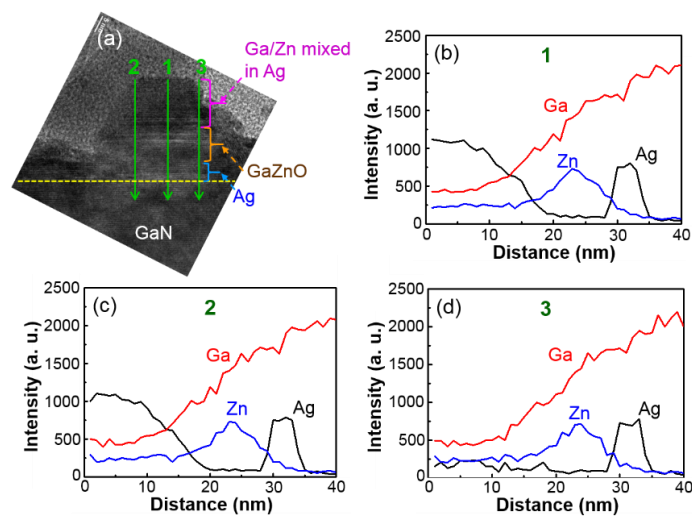 5 nm
(a)
2 1 3
Ga/Zn mixed
in Ag
GaZnO
Ag
GaN
(b)
1
Ga
Zn
Ag
Intensity (a. u.)
2500
2000
1500
1000
500
0
0 10 20 30 40
Distance (nm)
(c)
2
Ga
Zn
Ag
Intensity (a. u.)
2500
2000
1500
1000
500
0
0 10 20 30 40
Distance (nm)
(d)
3
Ga
Zn
Ag
Intensity (a. u.)
2500
2000
1500
1000
500
0
0 10 20 30 40
Distance (nm)